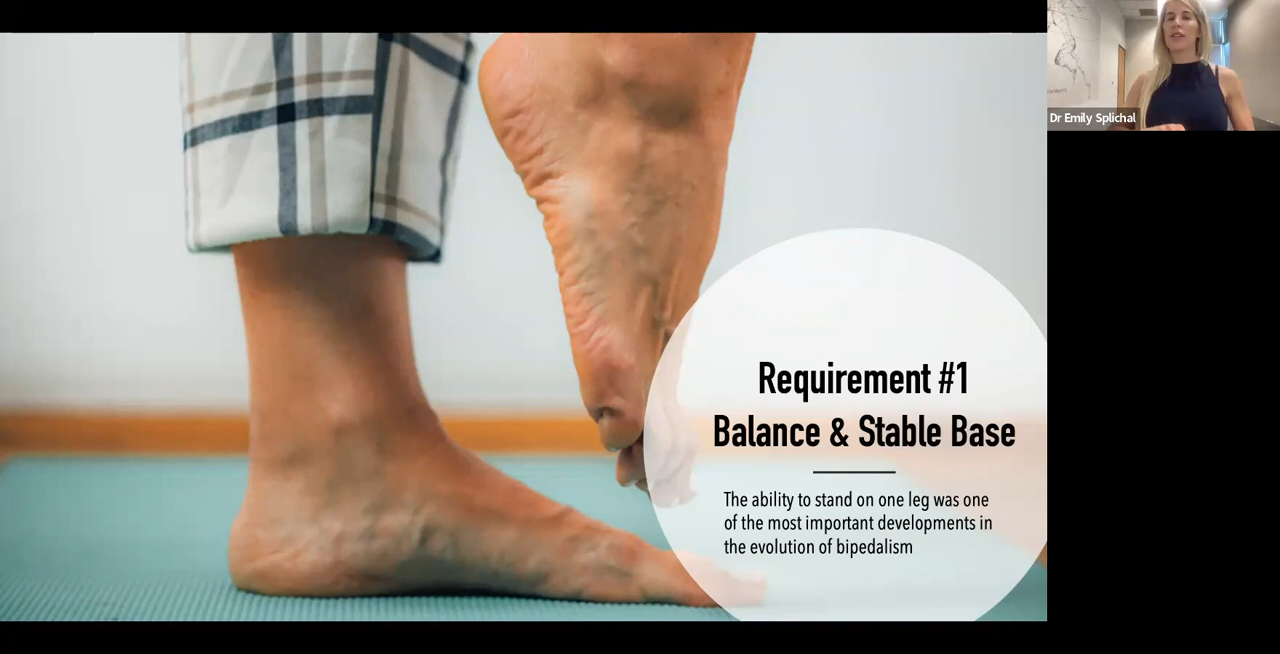 Requirement #1
Balance & Stable Base
The ability to stand on one leg was one
of the most important developments in
the evolution of bipedalism
Dr Emily Splichal